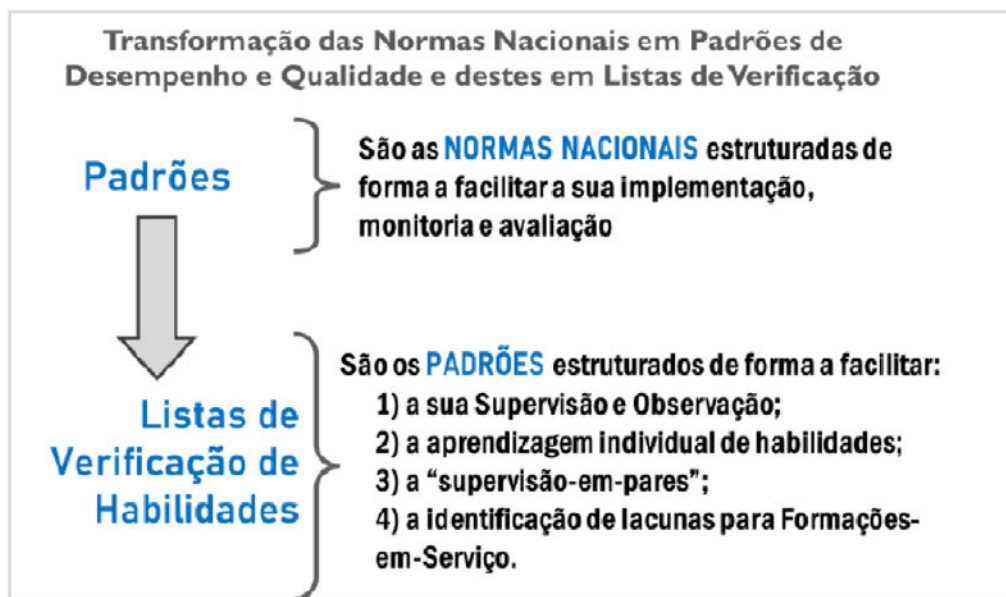 Transformação das Normas Nacionais em Padrões de
Desempenho e Qualidade e destes em Listas de Verificação
Padrões
São as NORMAS NACIONAIS estruturadas de
forma a facilitar a sua implementação,
monitoria e avaliação
Listas de
Verificação de
Habilidades
São os PADRÕES estruturados de forma a facilitar:
1) a sua Supervisão e Observação;
2) a aprendizagem individual de habilidades;
3) a “supervisão-em-pares”;
4) a identificação de lacunas para Formações-
em-Serviço.